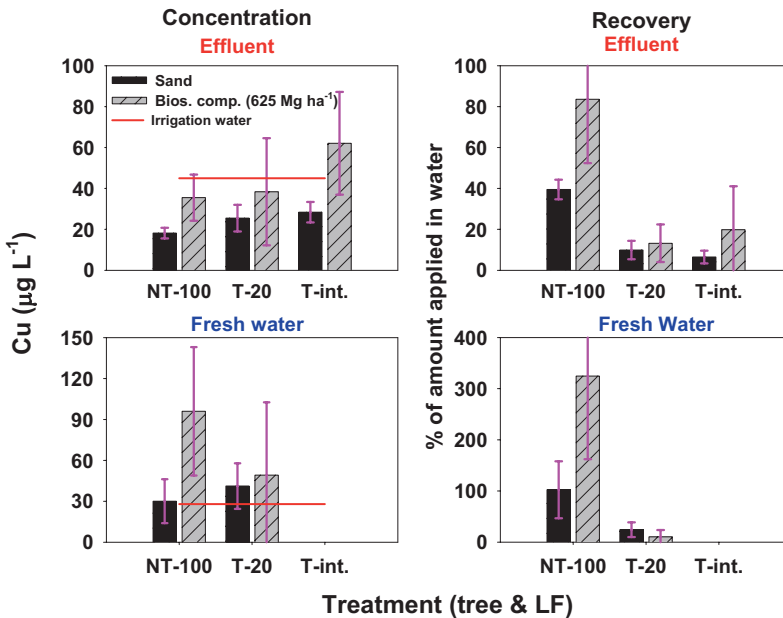 Concentration
Effluent
Recovery
Effluent
Cu (µg L⁻¹)
100
80
60
40
20
0
Sand
Bios. comp. (625 Mg ha⁻¹)
Irrigation water
NT-100 T-20 T-int.
% of amount applied in water
100
80
60
40
20
0
NT-100 T-20 T-int.
Fresh water
150
120
90
60
30
0
NT-100 T-20 T-int.
Fresh Water
400
300
200
100
0
NT-100 T-20 T-int.
Treatment (tree & LF)